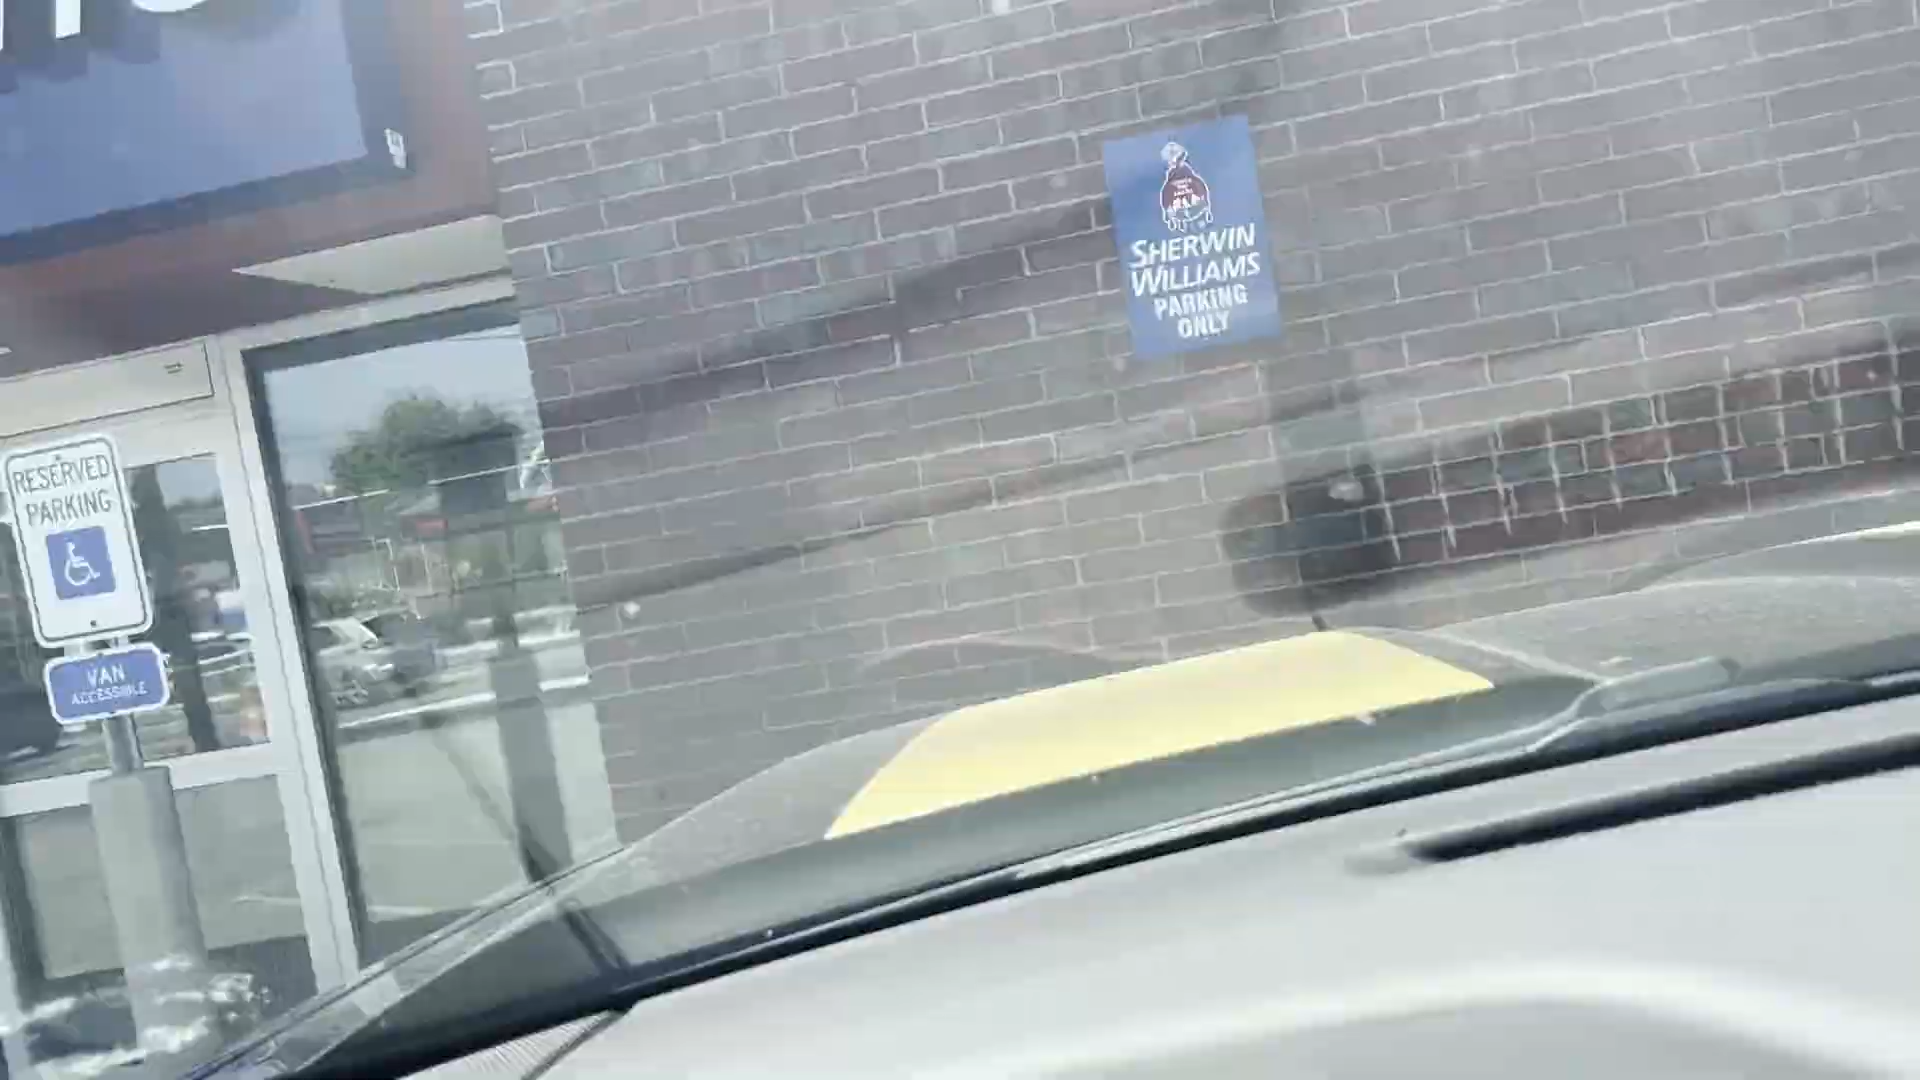 RESERVED
PARKING
VAN
ACCESSIBLE
SHERWIN
WILLIAMS
PARKING
ONLY